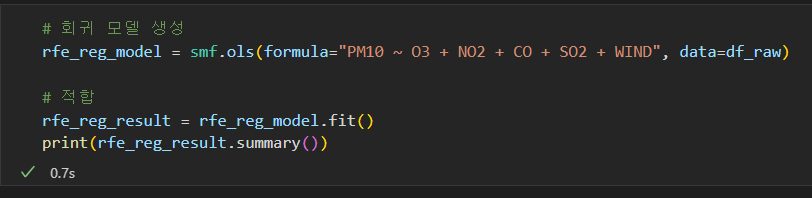 # 회귀 모델 생성
rfe_reg_model = smf.ols(formula="PM10 ~ O3 + NO2 + CO + SO2 + WIND", data=df_raw)
# 적합
rfe_reg_result = rfe_reg_model.fit()
print(rfe_reg_result.summary())
0.7s